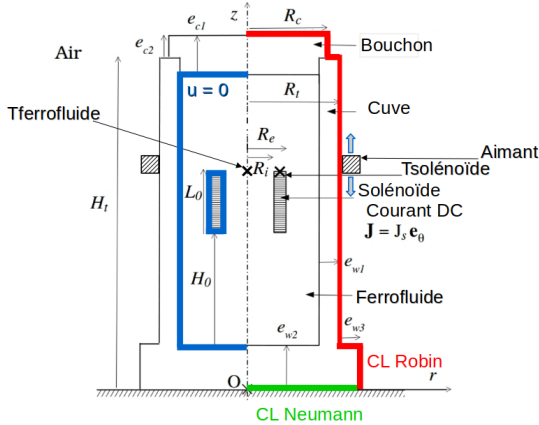 z
e_c1
R_c
e_c2
Bouchon
Air
u = 0
R_t
Cuve
Tferrofluide
R_e
Aimant
R_i
Tsolénoïde
L_0
Solénoïde
H_t
Courant DC
J = J_s e_θ
H_0
e_w1
Ferrofluide
e_w2
e_w3
CL Robin
O
r
CL Neumann